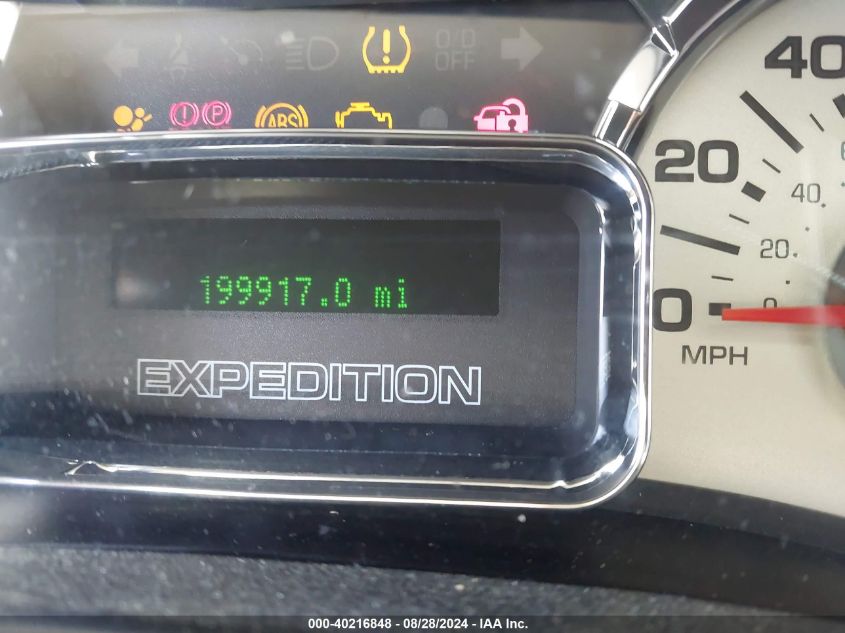 O/D
OFF
ABS
P
40
20
40
20
0
0
MPH
199917.0 mi
EXPEDITION
000-40216848 - 08/28/2024 - IAA Inc.